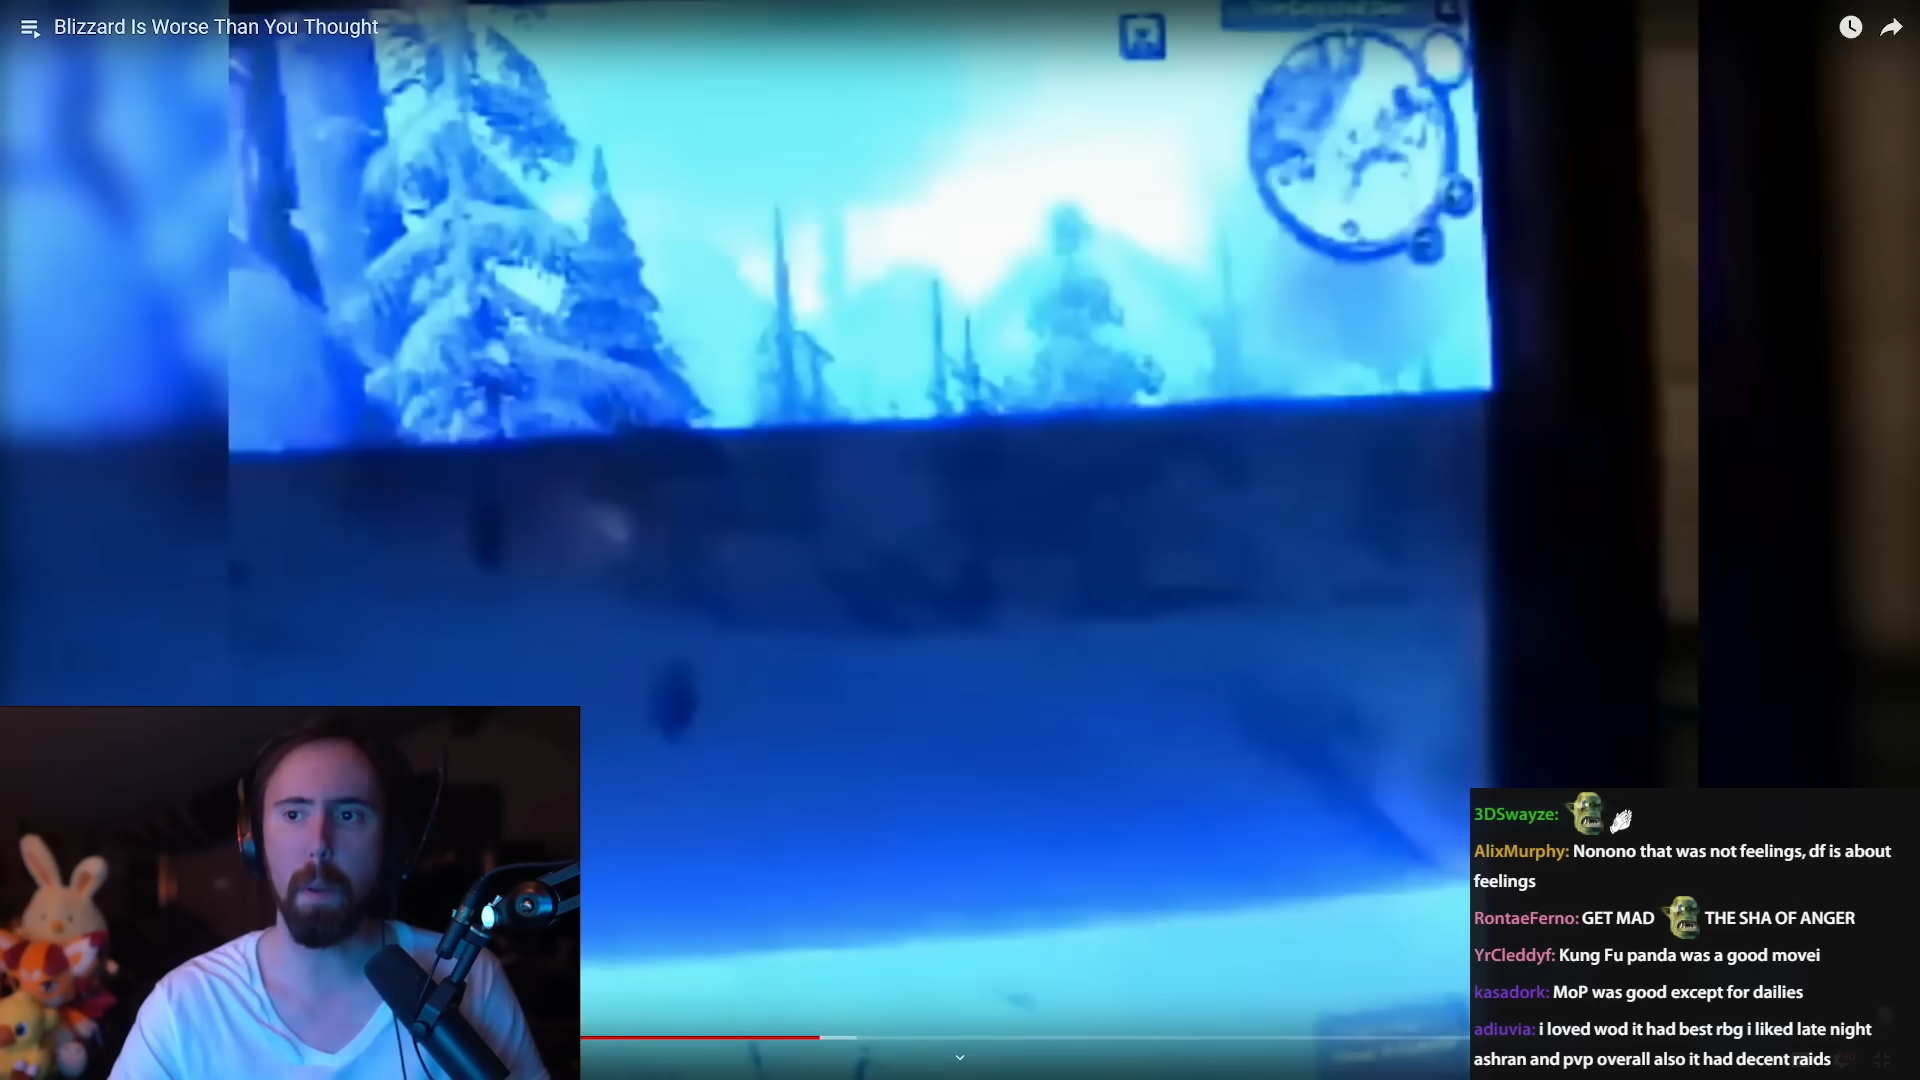 Blizzard Is Worse Than You Thought
3DSwayze:
AlixMurphy: Nonono that was not feelings, df is about
feelings
RontaeFerno: GET MAD THE SHA OF ANGER
YrCleddyf: Kung Fu panda was a good movei
kasadork: MoP was good except for dailies
adiuvia: i loved wod it had best rbg i liked late night
ashran and pvp overall also it had decent raids